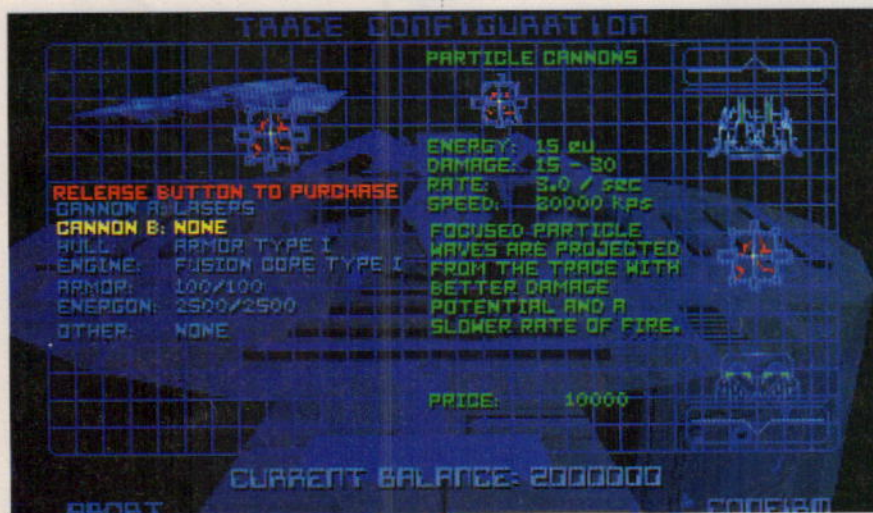 TRACE CONFIGURATION
PARTICLE CANNONS
ENERGY: 15 eu
DAMAGE: 15 - 30
RATE: 3.0 / sec
SPEED: 20000 kps
RELEASE BUTTON TO PURCHASE
CANNON A: LASERS
CANNON B: NONE
HULL: ARMOR TYPE I
ENGINE: FUSION CORE TYPE I
ARMOR: 100/100
ENERGON: 2500/2500
OTHER: NONE
FOCUSED PARTICLE
WAVES ARE PROJECTED
FROM THE TRACE WITH
BETTER DAMAGE
POTENTIAL AND A
SLOWER RATE OF FIRE.
PRICE: 10000
CURRENT BALANCE: 2000000
ABORT
CONFIRM